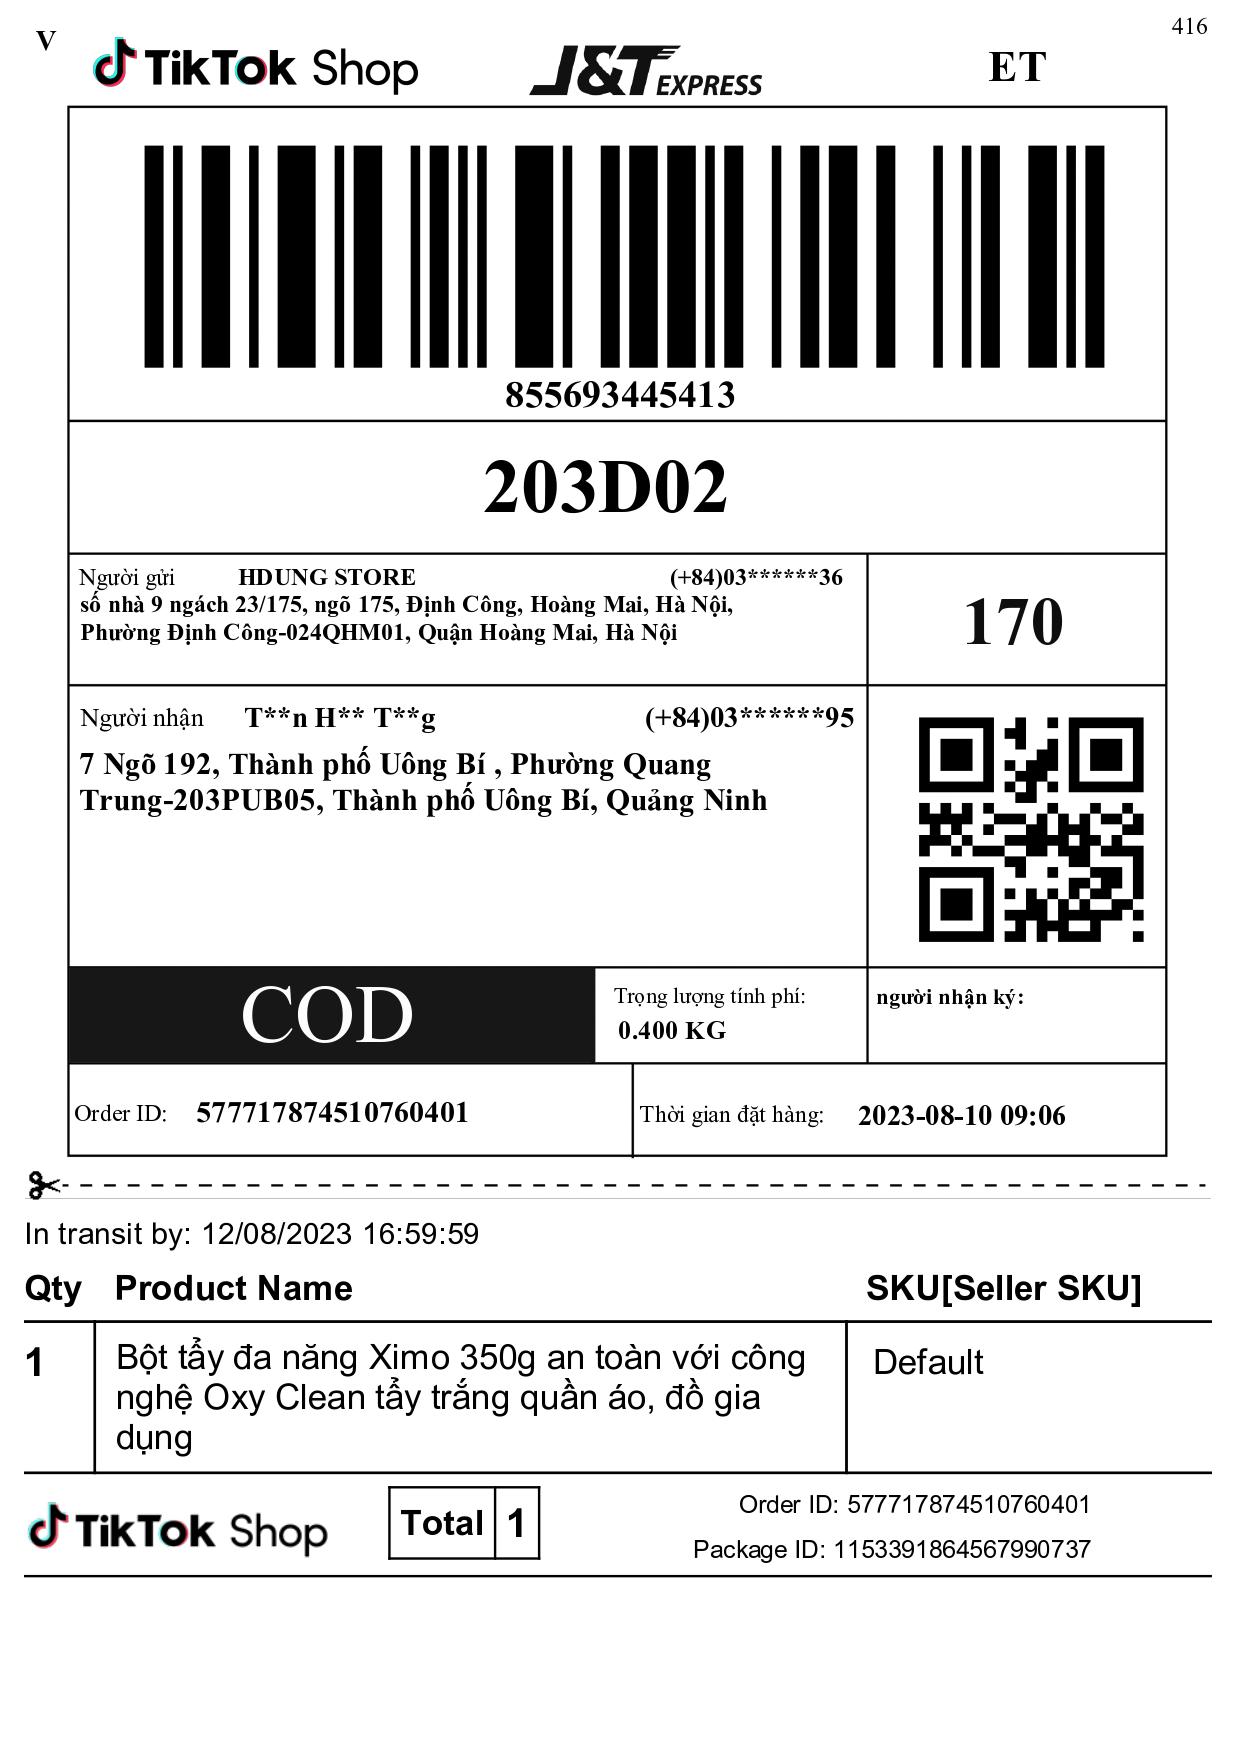 416
V
TikTok Shop
J&T EXPRESS
ET
855693445413
203D02
Người gửi HDUNG STORE (+84)03******36
số nhà 9 ngách 23/175, ngõ 175, Định Công, Hoàng Mai, Hà Nội,
Phường Định Công-024QHM01, Quận Hoàng Mai, Hà Nội
170
Người nhận T**n H** T**g (+84)03******95
7 Ngõ 192, Thành phố Uông Bí , Phường Quang
Trung-203PUB05, Thành phố Uông Bí, Quảng Ninh
COD
Trọng lượng tính phí:
0.400 KG
người nhận ký:
Order ID: 577717874510760401
Thời gian đặt hàng: 2023-08-10 09:06
In transit by: 12/08/2023 16:59:59
Qty Product Name SKU[Seller SKU]
1 Bột tẩy đa năng Ximo 350g an toàn với công Default
nghệ Oxy Clean tẩy trắng quần áo, đồ gia
dụng
TikTok Shop
Total 1
Order ID: 577717874510760401
Package ID: 1153391864567990737